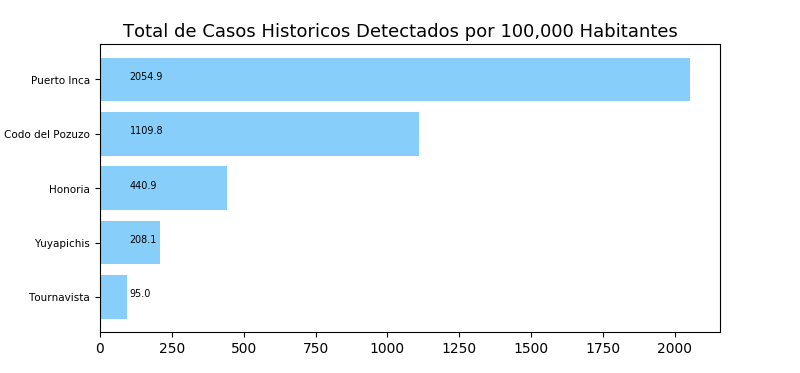 Total de Casos Historicos Detectados por 100,000 Habitantes
Puerto Inca 2054.9
Codo del Pozuzo 1109.8
Honoria 440.9
Yuyapichis 208.1
Tournavista 95.0
0 250 500 750 1000 1250 1500 1750 2000